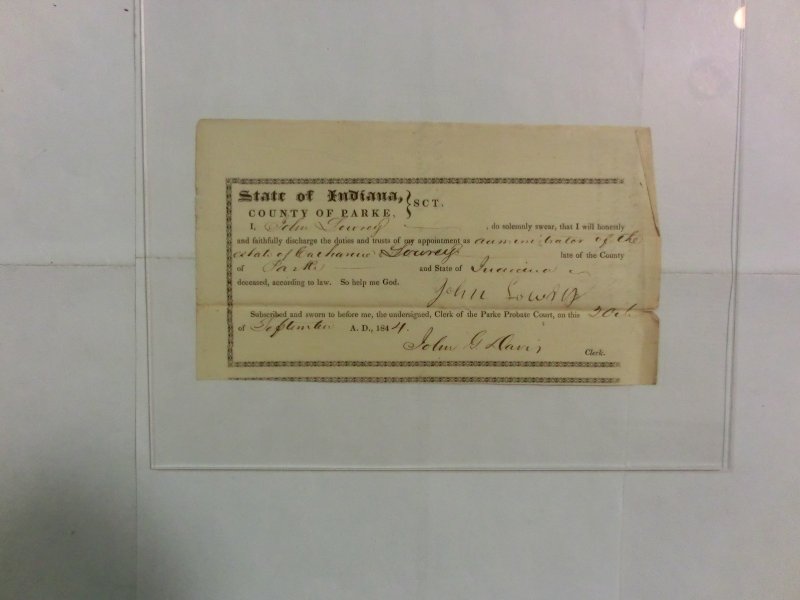 State of Indiana, } SCT.
COUNTY OF PARKE,
I, John Lowry , do solemnly swear, that I will honestly
and faithfully discharge the duties and trusts of my appointment as administrator of the
estate of Lowry late of the County
of Parke and State of Indiana
deceased, according to law. So help me God.
John Lowry
Subscribed and sworn to before me, the undersigned, Clerk of the Parke Probate Court, on this
of September A. D., 1844.
John G. Davis
Clerk.